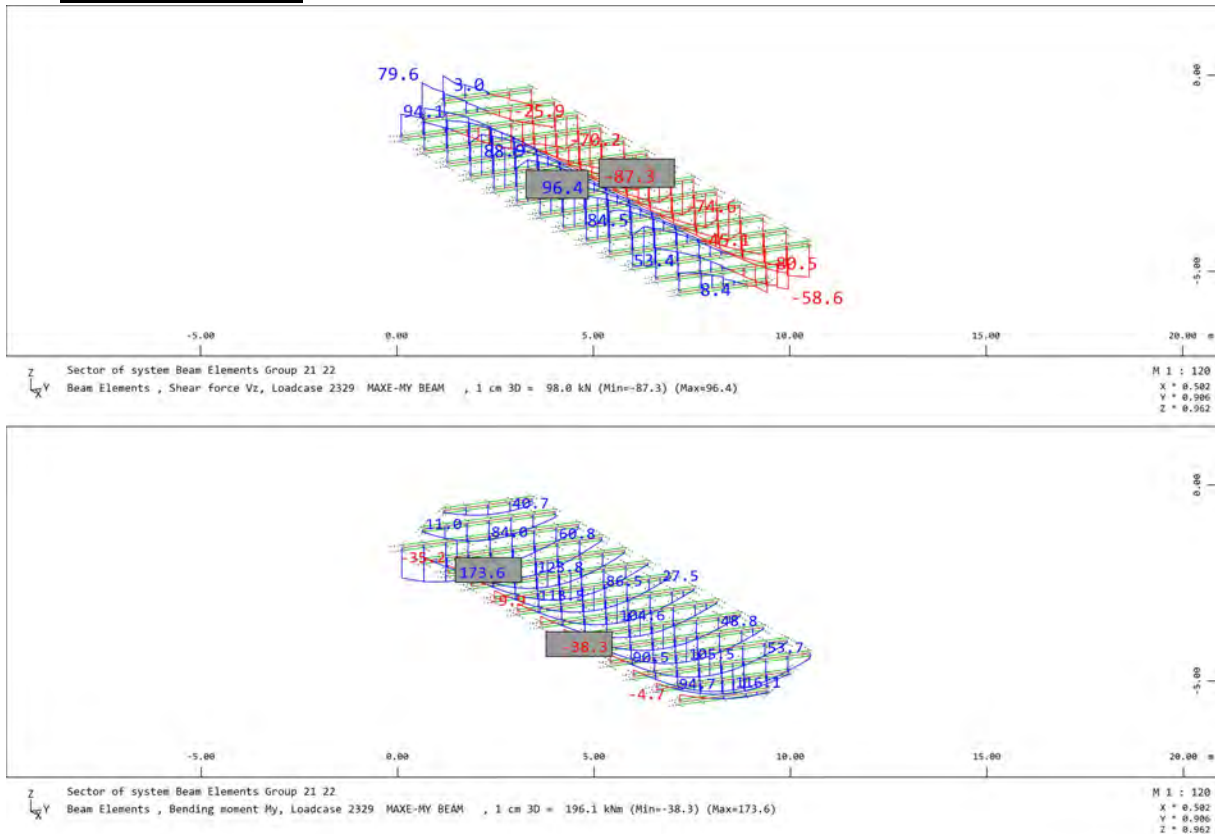 79.6
3.0
94.1
-25.9
-70.2
88.9
-87.3
96.4
-74.6
84.5
-46.1
53.4
-80.5
8.4
-58.6
0.00
-5.00
-5.00 0.00 5.00 10.00 15.00 20.00 m
Z Y X
Sector of system Beam Elements Group 21 22
Beam Elements , Shear force Vz, Loadcase 2329 MAXE-MY BEAM , 1 cm 3D = 98.0 kN (Min=-87.3) (Max=96.4)
M 1 : 120
X * 0.502
Y * 0.906
Z * 0.962
40.7
11.0
84.0
60.8
-35.2
173.6
123.8
86.5
27.5
-9.9
104.6
48.8
-38.3
90.5
105.5
53.7
94.7
116.1
-4.7
0.00
-5.00
-5.00 0.00 5.00 10.00 15.00 20.00 m
Z Y X
Sector of system Beam Elements Group 21 22
Beam Elements , Bending moment My, Loadcase 2329 MAXE-MY BEAM , 1 cm 3D = 196.1 kNm (Min=-38.3) (Max=173.6)
M 1 : 120
X * 0.502
Y * 0.906
Z * 0.962